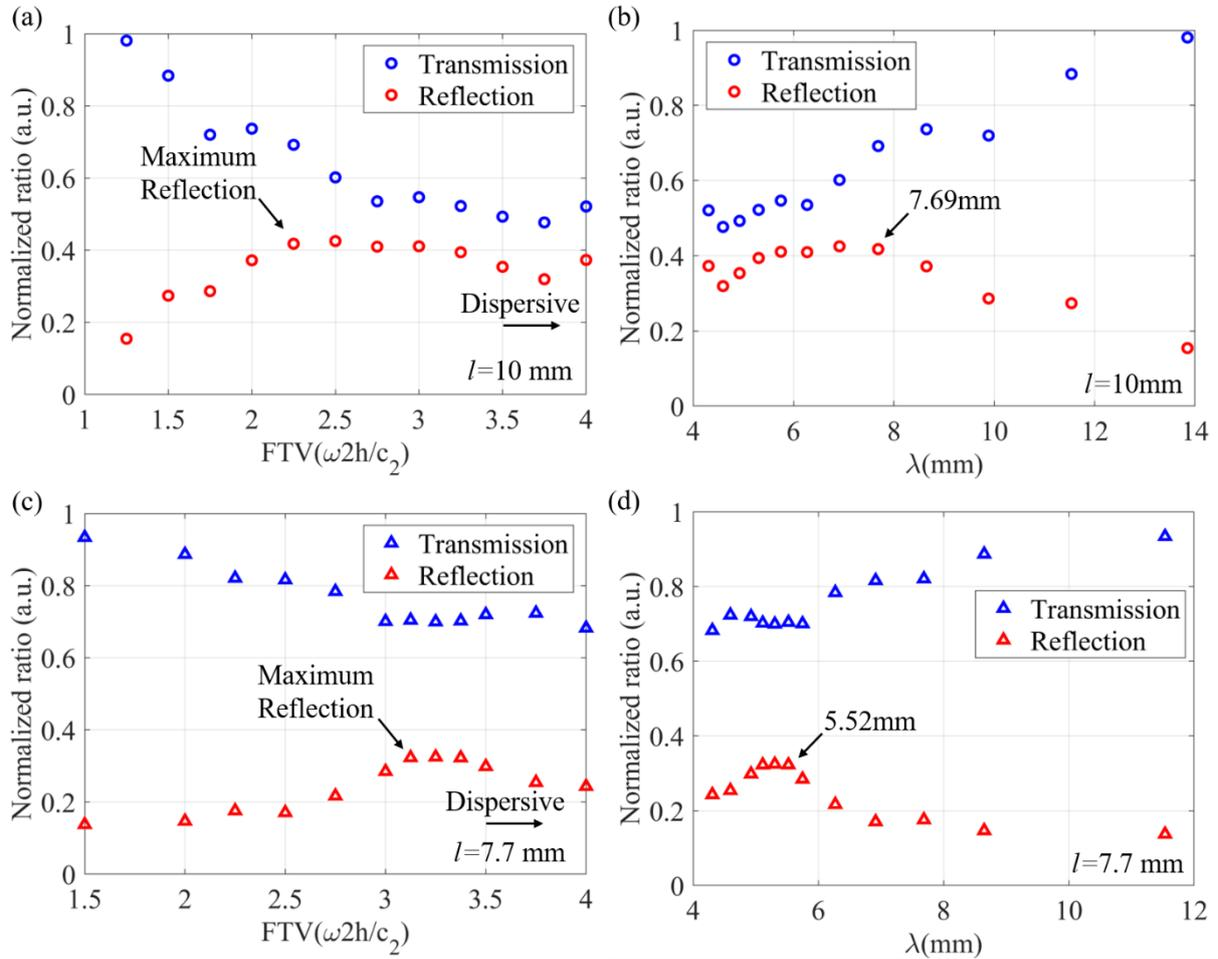 (a)
Normalized ratio (a.u.)
1
0.8
0.6
0.4
0.2
0
Transmission
Reflection
Maximum
Reflection
Dispersive
l=10 mm
1 1.5 2 2.5 3 3.5 4
FTV(ω2h/c2)
(b)
Normalized ratio (a.u.)
1
0.8
0.6
0.4
0.2
0
Transmission
Reflection
7.69mm
l=10mm
4 6 8 10 12 14
λ(mm)
(c)
Normalized ratio (a.u.)
1
0.8
0.6
0.4
0.2
0
Transmission
Reflection
Maximum
Reflection
Dispersive
l=7.7 mm
1.5 2 2.5 3 3.5 4
FTV(ω2h/c2)
(d)
Normalized ratio (a.u.)
1
0.8
0.6
0.4
0.2
0
Transmission
Reflection
5.52mm
l=7.7 mm
4 6 8 10 12
λ(mm)